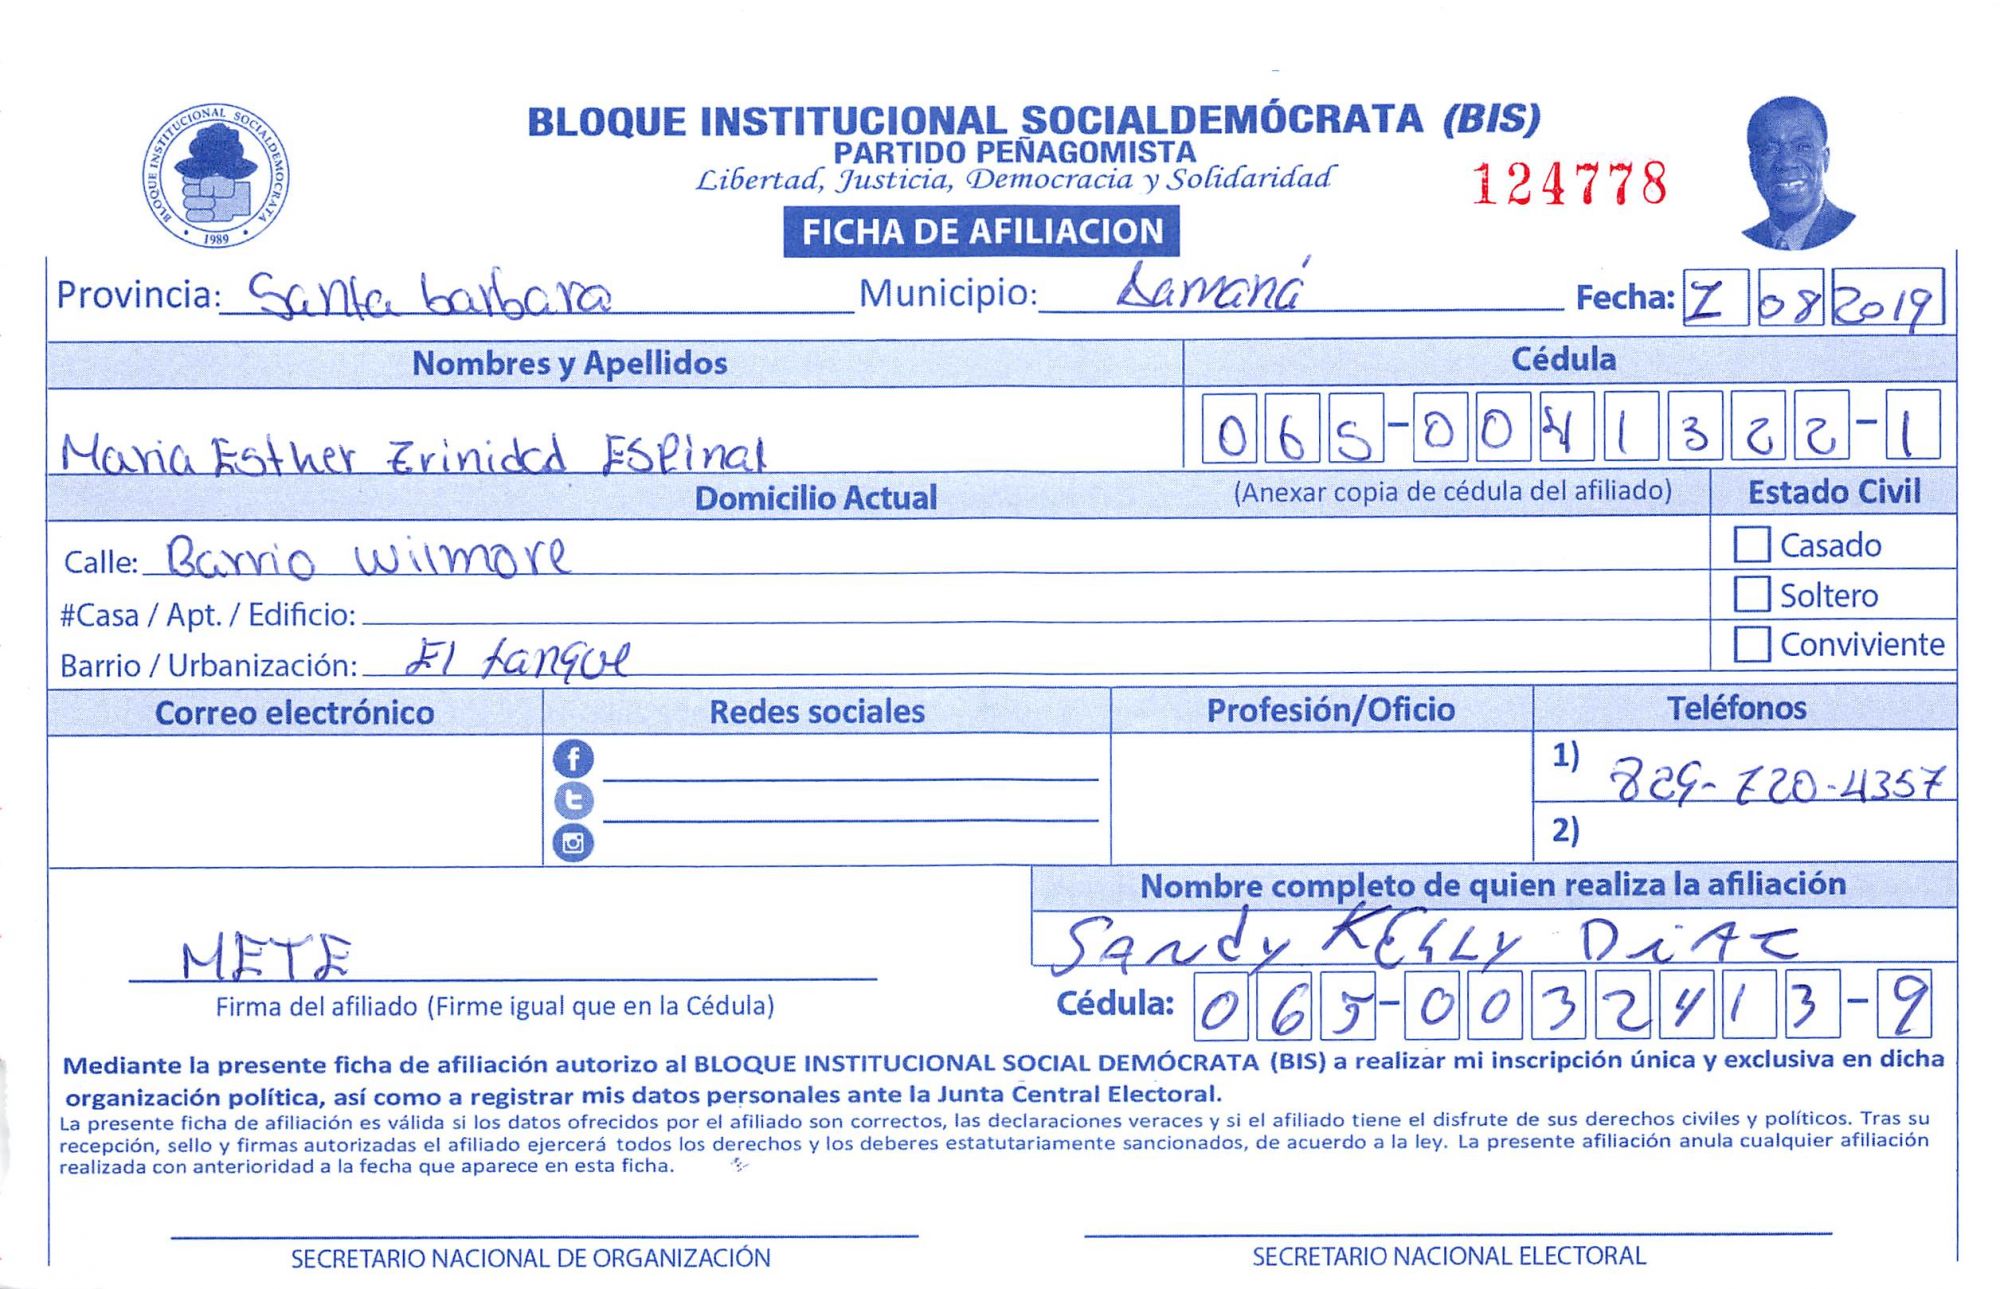 BLOQUE INSTITUCIONAL SOCIALDEMÓCRATA (BIS)
PARTIDO PEÑAGOMISTA
Libertad, Justicia, Democracia y Solidaridad
124778
BLOQUE INSTITUCIONAL SOCIALDEMOCRATA
• 1989 •
FICHA DE AFILIACION
Provincia: Santa barbara Municipio: Samaná Fecha: 7 08 2019
Nombres y Apellidos Cédula
Maria Esther Trinidad Espinal 065-0041322-1
Domicilio Actual (Anexar copia de cédula del afiliado) Estado Civil
Calle: Barrio Wilmore Casado
#Casa / Apt. / Edificio: Soltero
Barrio / Urbanización: El tanque Conviviente
Correo electrónico Redes sociales Profesión/Oficio Teléfonos
1) 829-720-4357
2)
Nombre completo de quien realiza la afiliación
Sandy KELLY DiAz
METE
Firma del afiliado (Firme igual que en la Cédula) Cédula: 065-0032413-9
Mediante la presente ficha de afiliación autorizo al BLOQUE INSTITUCIONAL SOCIAL DEMÓCRATA (BIS) a realizar mi inscripción única y exclusiva en dicha
organización política, así como a registrar mis datos personales ante la Junta Central Electoral.
La presente ficha de afiliación es válida si los datos ofrecidos por el afiliado son correctos, las declaraciones veraces y si el afiliado tiene el disfrute de sus derechos civiles y políticos. Tras su
recepción, sello y firmas autorizadas el afiliado ejercerá todos los derechos y los deberes estatutariamente sancionados, de acuerdo a la ley. La presente afiliación anula cualquier afiliación
realizada con anterioridad a la fecha que aparece en esta ficha.
SECRETARIO NACIONAL DE ORGANIZACIÓN SECRETARIO NACIONAL ELECTORAL